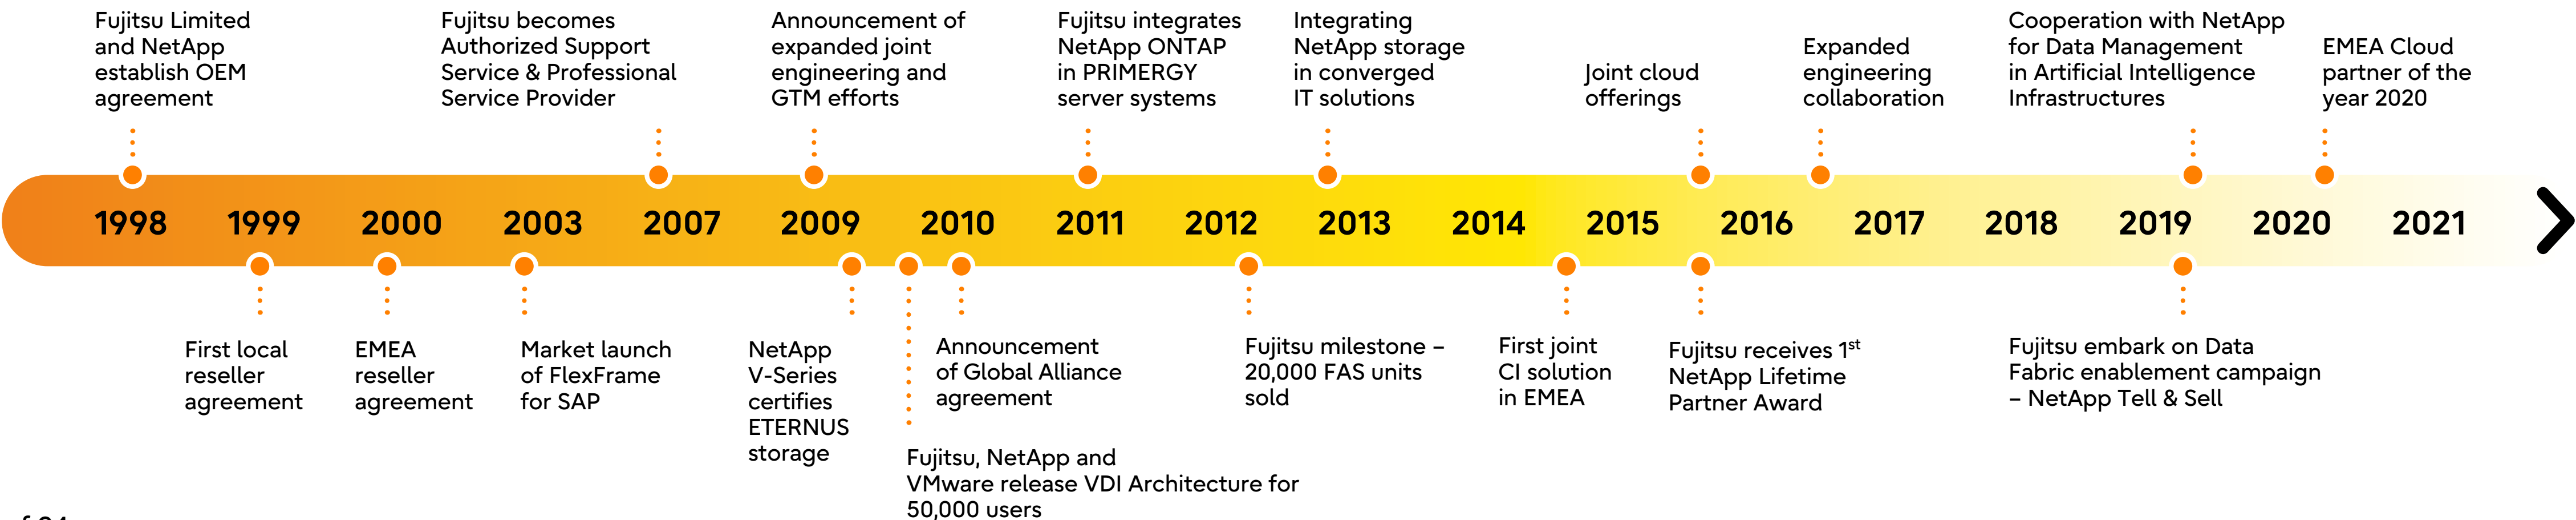 Fujitsu Limited
and NetApp
establish OEM
agreement
Fujitsu becomes
Authorized Support
Service & Professional
Service Provider
Announcement of
expanded joint
engineering and
GTM efforts
Fujitsu integrates
NetApp ONTAP
in PRIMERGY
server systems
Integrating
NetApp storage
in converged
IT solutions
Joint cloud
offerings
Expanded
engineering
collaboration
Cooperation with NetApp
for Data Management
in Artificial Intelligence
Infrastructures
EMEA Cloud
partner of the
year 2020
1998 1999 2000 2003 2007 2009 2010 2011 2012 2013 2014 2015 2016 2017 2018 2019 2020 2021
First local
reseller
agreement
EMEA
reseller
agreement
Market launch
of FlexFrame
for SAP
NetApp
V-Series
certifies
ETERNUS
storage
Fujitsu, NetApp and
VMware release VDI Architecture for
50,000 users
Announcement
of Global Alliance
agreement
Fujitsu milestone –
20,000 FAS units
sold
First joint
CI solution
in EMEA
Fujitsu receives 1st
NetApp Lifetime
Partner Award
Fujitsu embark on Data
Fabric enablement campaign
– NetApp Tell & Sell